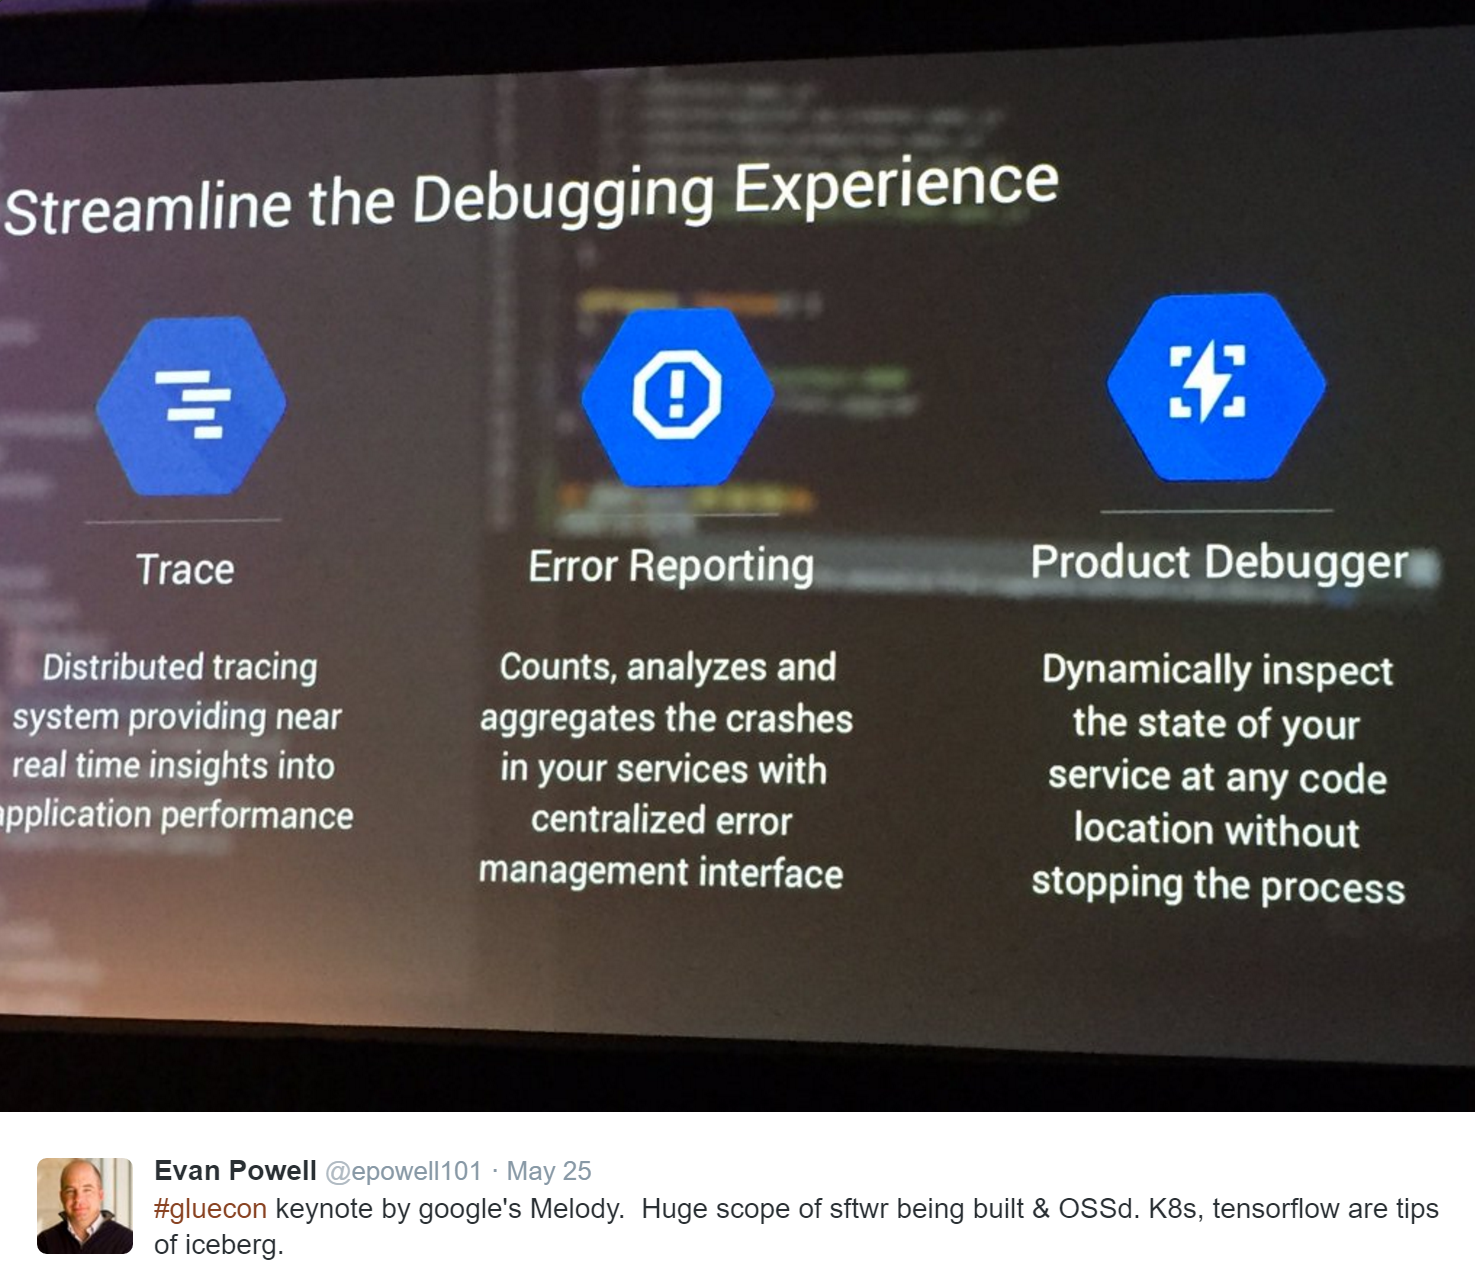 Streamline the Debugging Experience
Trace
Distributed tracing
system providing near
real time insights into
application performance
Error Reporting
Counts, analyzes and
aggregates the crashes
in your services with
centralized error
management interface
Product Debugger
Dynamically inspect
the state of your
service at any code
location without
stopping the process
Evan Powell @epowell101 · May 25
#gluecon keynote by google's Melody.  Huge scope of sftwr being built & OSSd. K8s, tensorflow are tips
of iceberg.